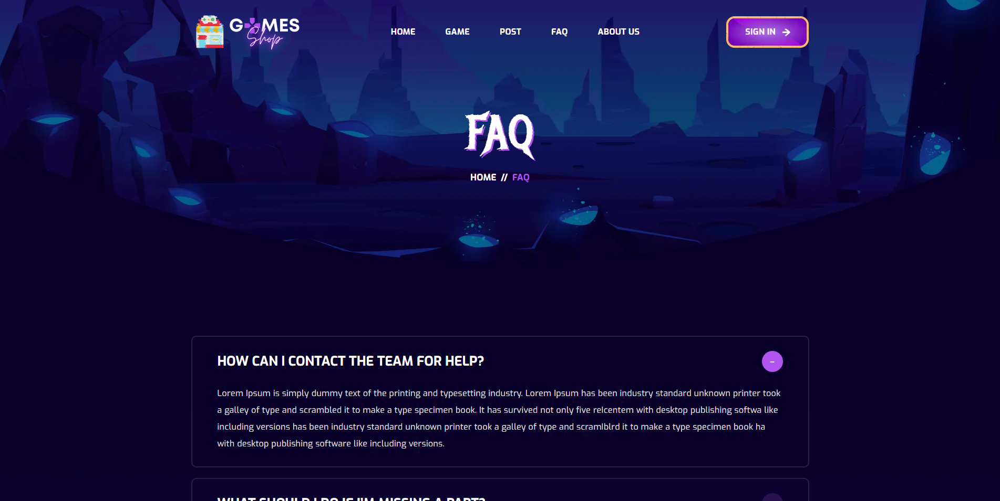 GAMES
Shop
HOME
GAME
POST
FAQ
ABOUT US
SIGN IN
FAQ
HOME // FAQ
HOW CAN I CONTACT THE TEAM FOR HELP?
Lorem Ipsum is simply dummy text of the printing and typesetting industry. Lorem Ipsum has been industry standard unknown printer took
a galley of type and scrambled it to make a type specimen book. It has survived not only five relcentem with desktop publishing softwa like
including versions has been industry standard unknown printer took a galley of type and scramlblrd it to make a type specimen book ha
with desktop publishing software like including versions.
WHAT SHOULD I DO IS I'M MISSING A PART?